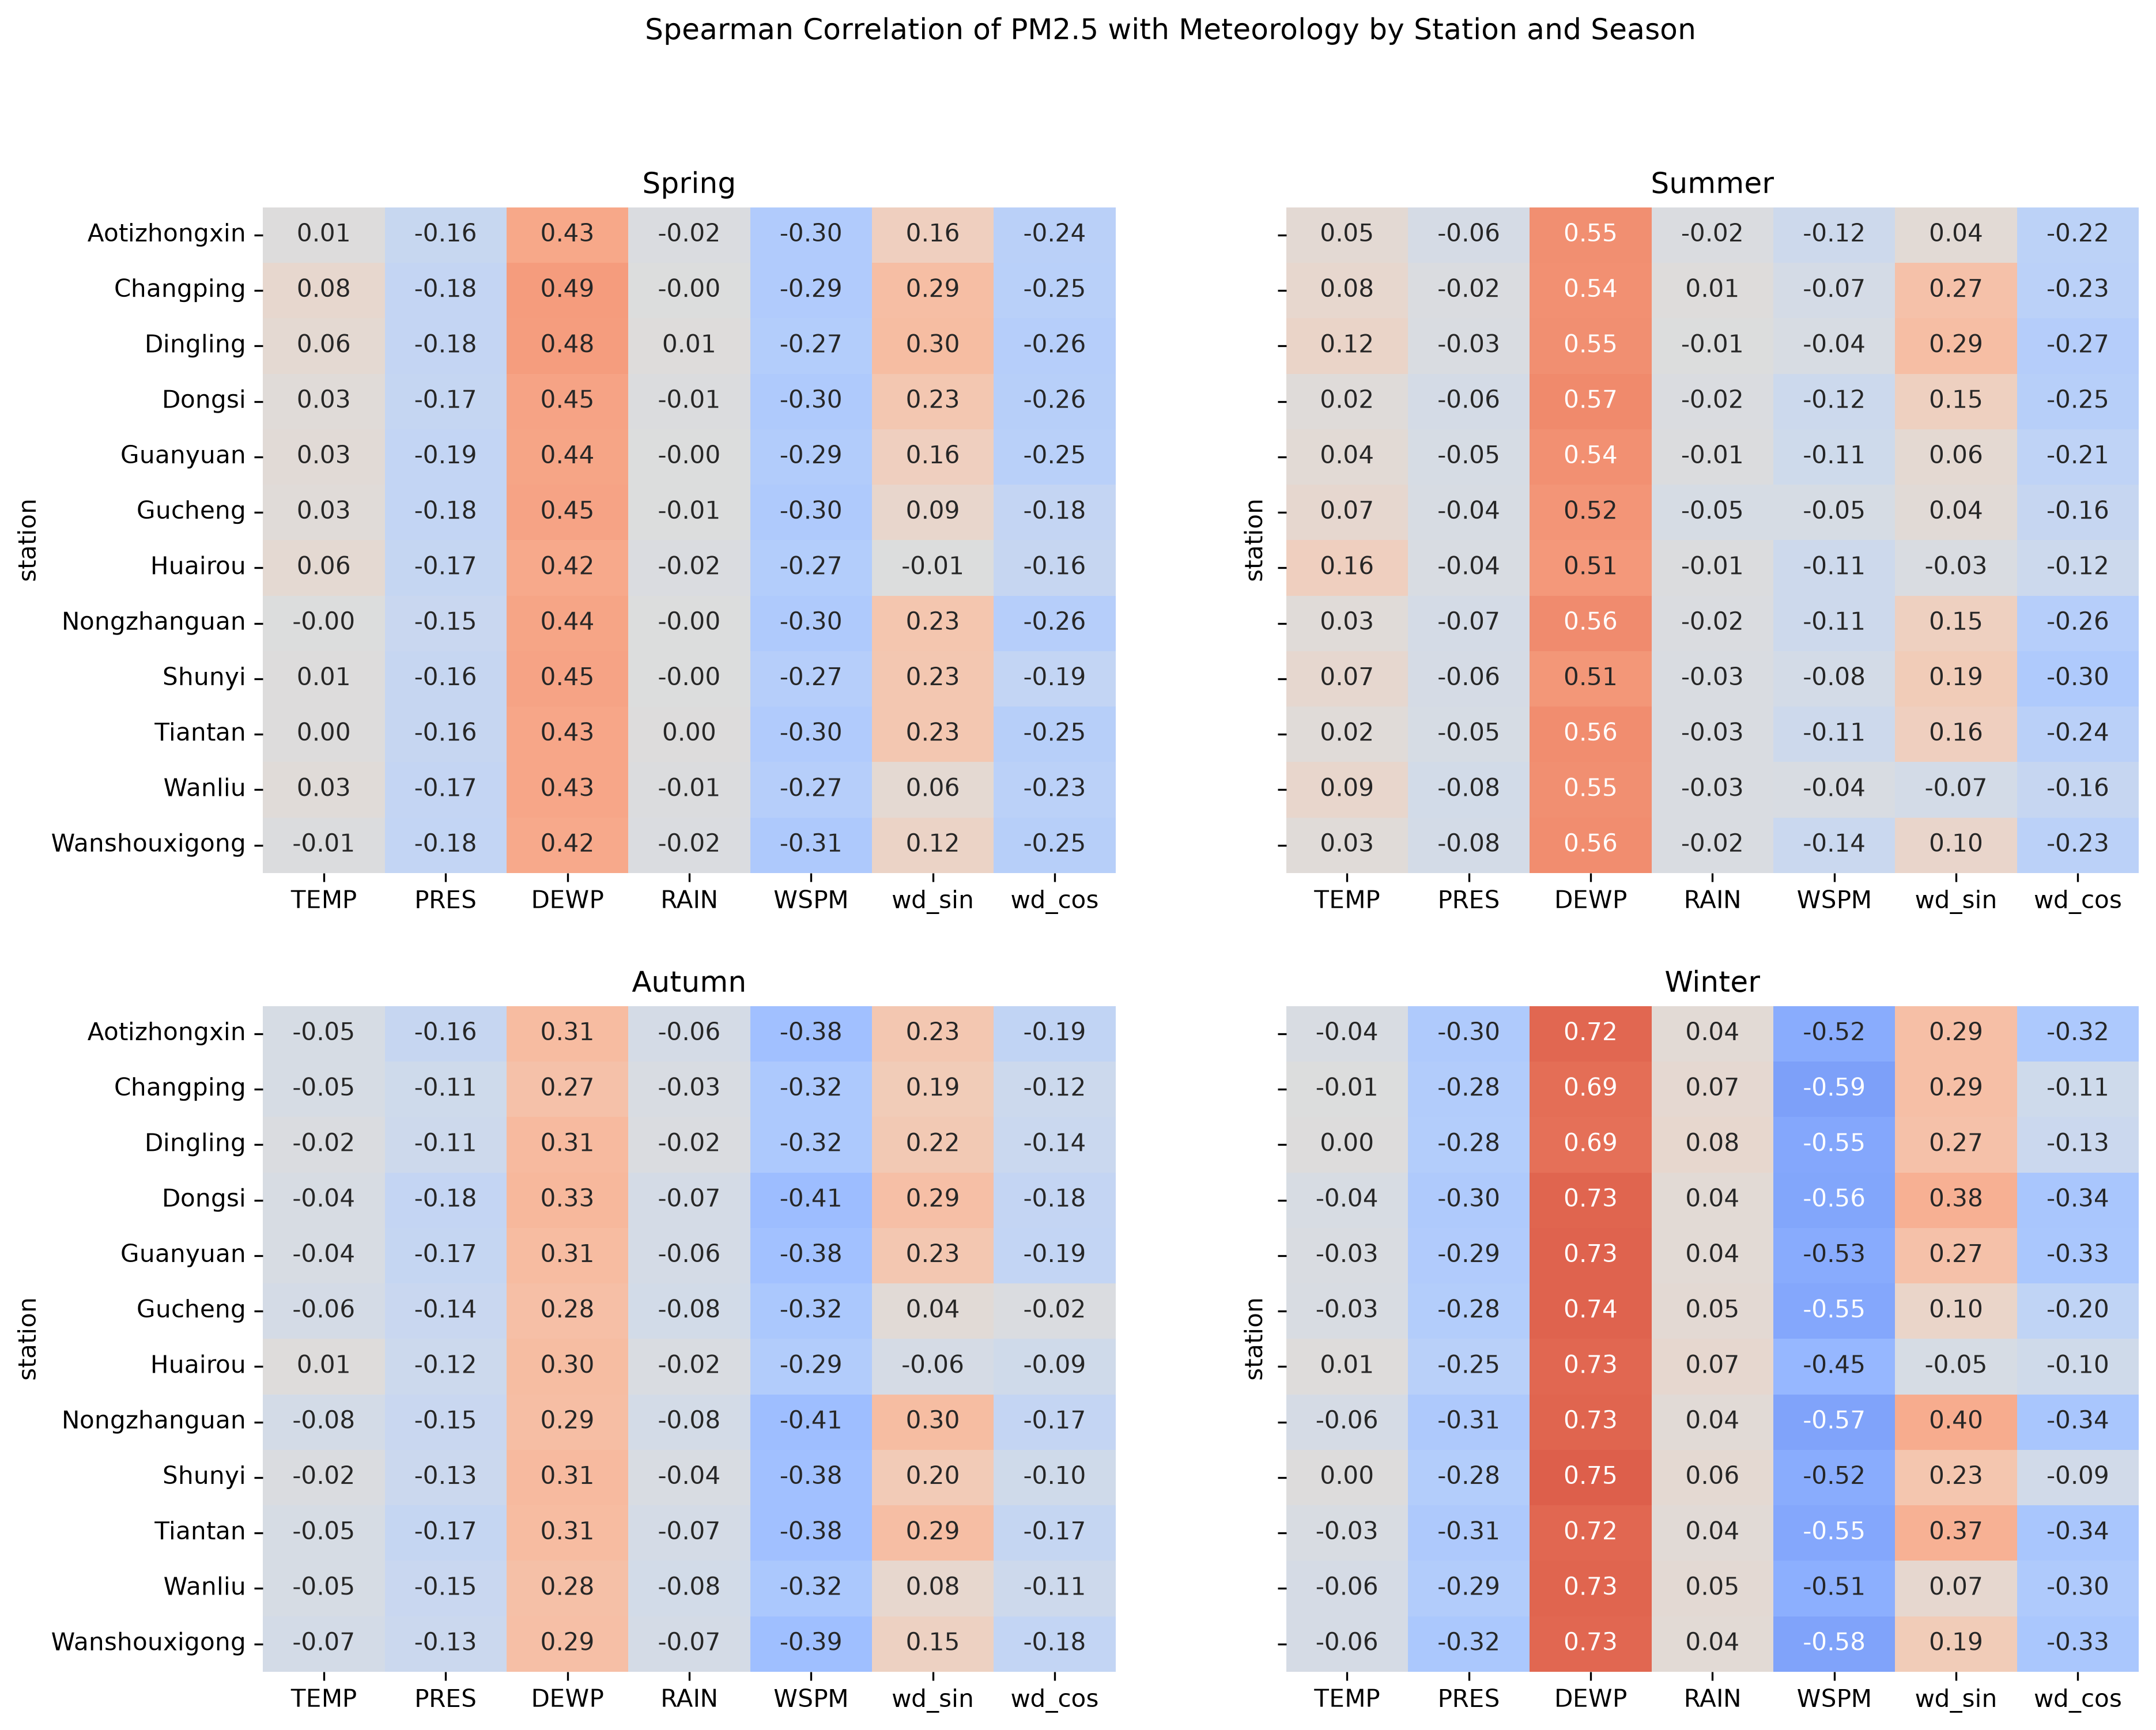 Spearman Correlation of PM2.5 with Meteorology by Station and Season
Spring
station
Aotizhongxin 0.01 -0.16 0.43 -0.02 -0.30 0.16 -0.24
Changping 0.08 -0.18 0.49 -0.00 -0.29 0.29 -0.25
Dingling 0.06 -0.18 0.48 0.01 -0.27 0.30 -0.26
Dongsi 0.03 -0.17 0.45 -0.01 -0.30 0.23 -0.26
Guanyuan 0.03 -0.19 0.44 -0.00 -0.29 0.16 -0.25
Gucheng 0.03 -0.18 0.45 -0.01 -0.30 0.09 -0.18
Huairou 0.06 -0.17 0.42 -0.02 -0.27 -0.01 -0.16
Nongzhanguan -0.00 -0.15 0.44 -0.00 -0.30 0.23 -0.26
Shunyi 0.01 -0.16 0.45 -0.00 -0.27 0.23 -0.19
Tiantan 0.00 -0.16 0.43 0.00 -0.30 0.23 -0.25
Wanliu 0.03 -0.17 0.43 -0.01 -0.27 0.06 -0.23
Wanshouxigong -0.01 -0.18 0.42 -0.02 -0.31 0.12 -0.25
TEMP PRES DEWP RAIN WSPM wd_sin wd_cos
Summer
station
0.05 -0.06 0.55 -0.02 -0.12 0.04 -0.22
0.08 -0.02 0.54 0.01 -0.07 0.27 -0.23
0.12 -0.03 0.55 -0.01 -0.04 0.29 -0.27
0.02 -0.06 0.57 -0.02 -0.12 0.15 -0.25
0.04 -0.05 0.54 -0.01 -0.11 0.06 -0.21
0.07 -0.04 0.52 -0.05 -0.05 0.04 -0.16
0.16 -0.04 0.51 -0.01 -0.11 -0.03 -0.12
0.03 -0.07 0.56 -0.02 -0.11 0.15 -0.26
0.07 -0.06 0.51 -0.03 -0.08 0.19 -0.30
0.02 -0.05 0.56 -0.03 -0.11 0.16 -0.24
0.09 -0.08 0.55 -0.03 -0.04 -0.07 -0.16
0.03 -0.08 0.56 -0.02 -0.14 0.10 -0.23
TEMP PRES DEWP RAIN WSPM wd_sin wd_cos
Autumn
station
Aotizhongxin -0.05 -0.16 0.31 -0.06 -0.38 0.23 -0.19
Changping -0.05 -0.11 0.27 -0.03 -0.32 0.19 -0.12
Dingling -0.02 -0.11 0.31 -0.02 -0.32 0.22 -0.14
Dongsi -0.04 -0.18 0.33 -0.07 -0.41 0.29 -0.18
Guanyuan -0.04 -0.17 0.31 -0.06 -0.38 0.23 -0.19
Gucheng -0.06 -0.14 0.28 -0.08 -0.32 0.04 -0.02
Huairou 0.01 -0.12 0.30 -0.02 -0.29 -0.06 -0.09
Nongzhanguan -0.08 -0.15 0.29 -0.08 -0.41 0.30 -0.17
Shunyi -0.02 -0.13 0.31 -0.04 -0.38 0.20 -0.10
Tiantan -0.05 -0.17 0.31 -0.07 -0.38 0.29 -0.17
Wanliu -0.05 -0.15 0.28 -0.08 -0.32 0.08 -0.11
Wanshouxigong -0.07 -0.13 0.29 -0.07 -0.39 0.15 -0.18
TEMP PRES DEWP RAIN WSPM wd_sin wd_cos
Winter
station
-0.04 -0.30 0.72 0.04 -0.52 0.29 -0.32
-0.01 -0.28 0.69 0.07 -0.59 0.29 -0.11
0.00 -0.28 0.69 0.08 -0.55 0.27 -0.13
-0.04 -0.30 0.73 0.04 -0.56 0.38 -0.34
-0.03 -0.29 0.73 0.04 -0.53 0.27 -0.33
-0.03 -0.28 0.74 0.05 -0.55 0.10 -0.20
0.01 -0.25 0.73 0.07 -0.45 -0.05 -0.10
-0.06 -0.31 0.73 0.04 -0.57 0.40 -0.34
0.00 -0.28 0.75 0.06 -0.52 0.23 -0.09
-0.03 -0.31 0.72 0.04 -0.55 0.37 -0.34
-0.06 -0.29 0.73 0.05 -0.51 0.07 -0.30
-0.06 -0.32 0.73 0.04 -0.58 0.19 -0.33
TEMP PRES DEWP RAIN WSPM wd_sin wd_cos